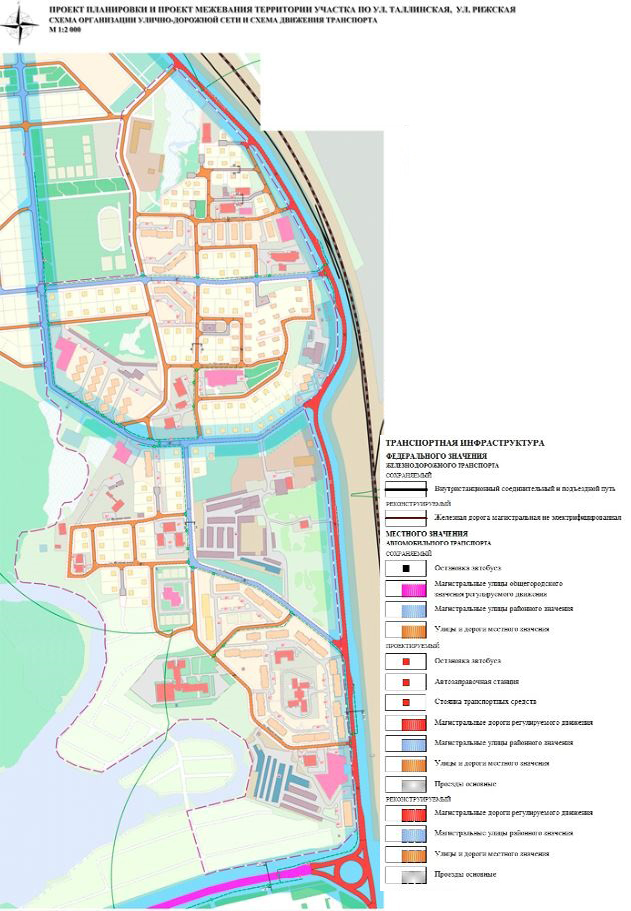 ПРОЕКТ ПЛАНИРОВКИ И ПРОЕКТ МЕЖЕВАНИЯ ТЕРРИТОРИИ УЧАСТКА ПО УЛ. ТАЛЛИНСКАЯ, УЛ. РИЖСКАЯ
СХЕМА ОРГАНИЗАЦИИ УЛИЧНО-ДОРОЖНОЙ СЕТИ И СХЕМА ДВИЖЕНИЯ ТРАНСПОРТА
М 1:2 000
ТРАНСПОРТНАЯ ИНФРАСТРУКТУРА
ФЕДЕРАЛЬНОГО ЗНАЧЕНИЯ
ЖЕЛЕЗНОДОРОЖНОГО ТРАНСПОРТА
СОХРАНЯЕМЫЙ
Внутристанционный соединительный и подъездной путь
РЕКОНСТРУИРУЕМЫЙ
Железная дорога магистральная не электрифицированная
МЕСТНОГО ЗНАЧЕНИЯ
АВТОМОБИЛЬНОГО ТРАНСПОРТА
СОХРАНЯЕМЫЙ
Остановка автобуса
Магистральные улицы общегородского
значения регулируемого движения
Магистральные улицы районного значения
Улицы и дороги местного значения
ПРОЕКТИРУЕМЫЙ
Остановка автобуса
Автозаправочная станция
Стоянка транспортных средств
Магистральные дороги регулируемого движения
Магистральные улицы районного значения
Улицы и дороги местного значения
Проезды основные
РЕКОНСТРУИРУЕМЫЙ
Магистральные дороги регулируемого движения
Магистральные улицы районного значения
Улицы и дороги местного значения
Проезды основные